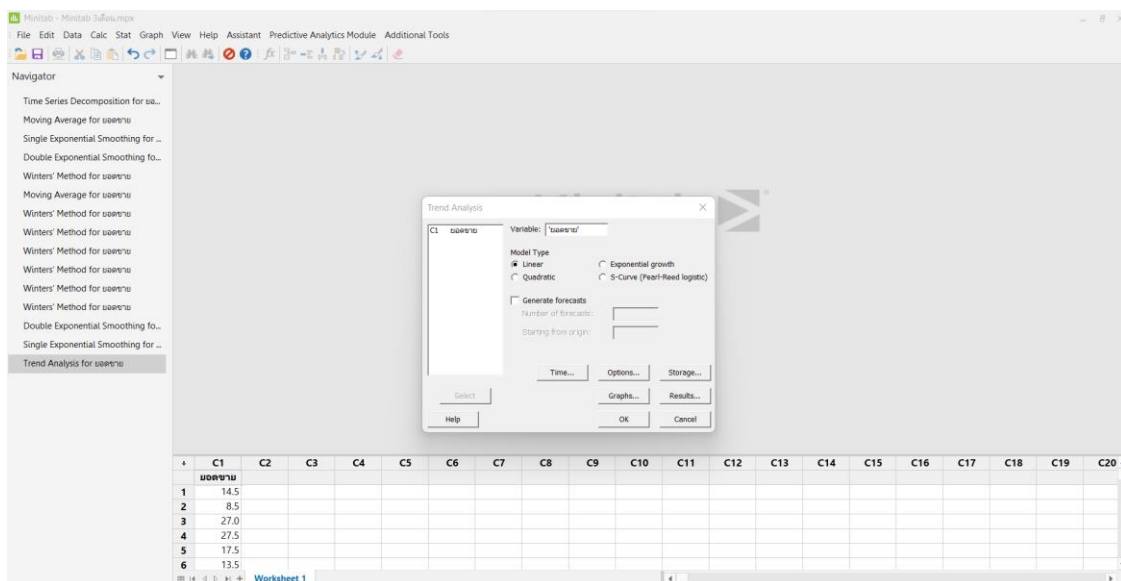 Minitab - Minitab 3เดือน.mpx
File Edit Data Calc Stat Graph View Help Assistant Predictive Analytics Module Additional Tools
Navigator
Time Series Decomposition for ยอ...
Moving Average for ยอดขาย
Single Exponential Smoothing for ...
Double Exponential Smoothing fo...
Winters' Method for ยอดขาย
Moving Average for ยอดขาย
Winters' Method for ยอดขาย
Winters' Method for ยอดขาย
Winters' Method for ยอดขาย
Winters' Method for ยอดขาย
Winters' Method for ยอดขาย
Winters' Method for ยอดขาย
Double Exponential Smoothing fo...
Single Exponential Smoothing for ...
Trend Analysis for ยอดขาย
Trend Analysis
C1 ยอดขาย
Variable: 'ยอดขาย'
Model Type
Linear Exponential growth
Quadratic S-Curve (Pearl-Reed logistic)
Generate forecasts
Number of forecasts:
Starting from origin:
Time... Options... Storage...
Select Graphs... Results...
Help OK Cancel
C1 C2 C3 C4 C5 C6 C7 C8 C9 C10 C11 C12 C13 C14 C15 C16 C17 C18 C19 C20
ยอดขาย
1 14.5
2 8.5
3 27.0
4 27.5
5 17.5
6 13.5
Worksheet 1